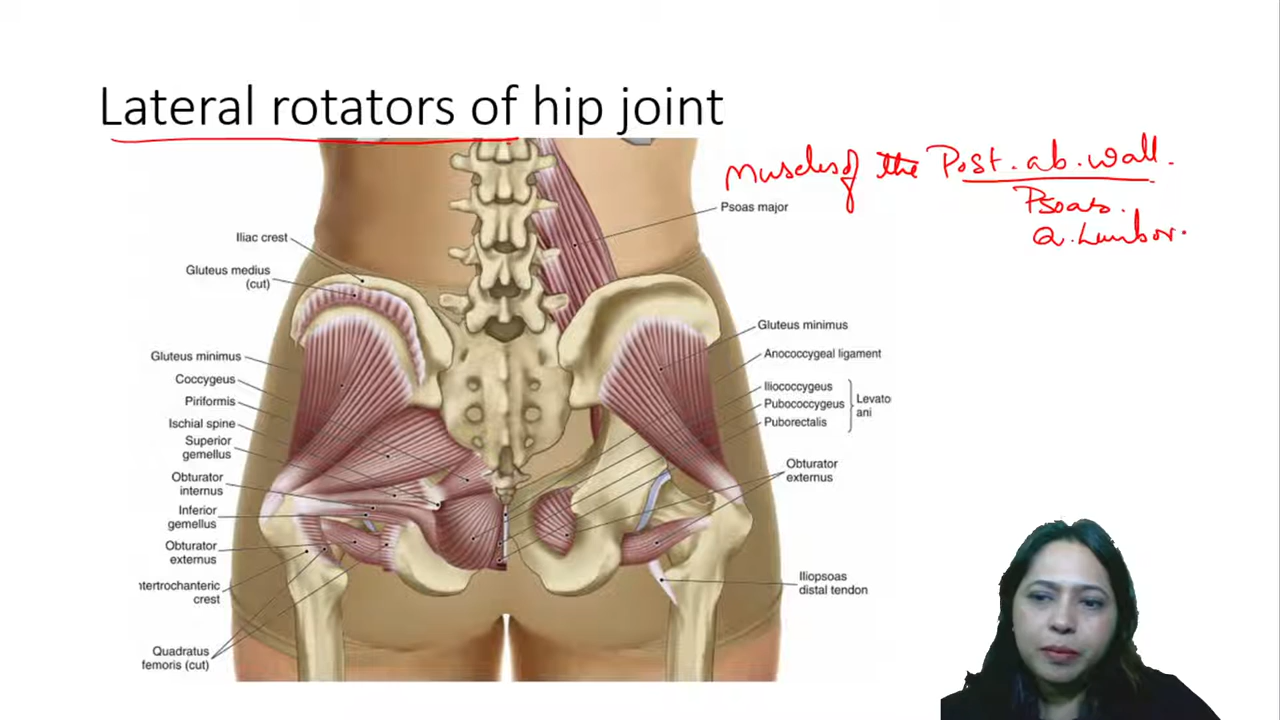 Lateral rotators of hip joint
Muscles of the Post. ab. wall.
Psoas.
Q. Lumbor.
Psoas major
Iliac crest
Gluteus medius
(cut)
Gluteus minimus
Coccygeus
Piriformis
Ischial spine
Superior
gemellus
Obturator
internus
Inferior
gemellus
Obturator
externus
ntertrochanteric
crest
Quadratus
femoris (cut)
Gluteus minimus
Anococcygeal ligament
Iliococcygeus
Pubococcygeus
Puborectalis
Levato
ani
Obturator
externus
Iliopsoas
distal tendon